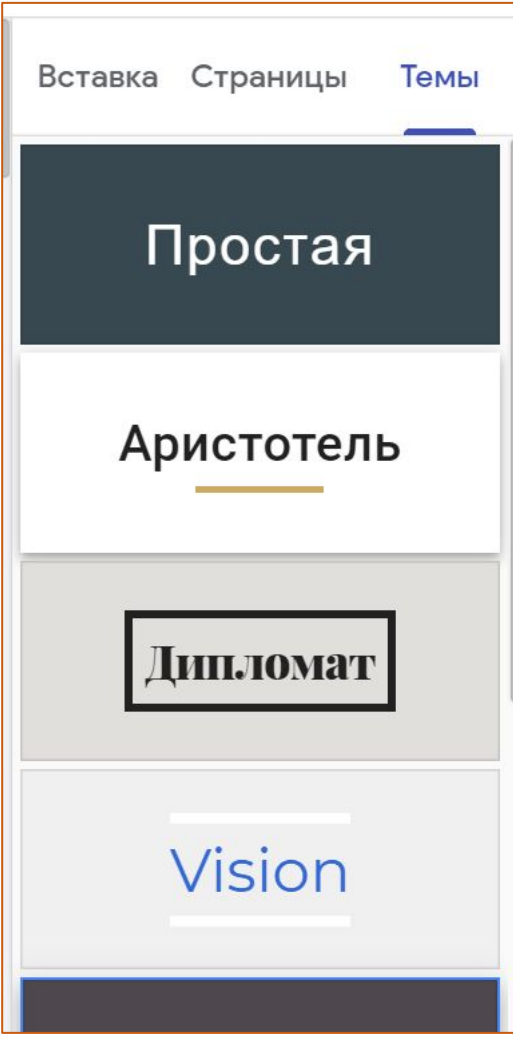 Вставка Страницы Темы
Простая
Аристотель
Дипломат
Vision